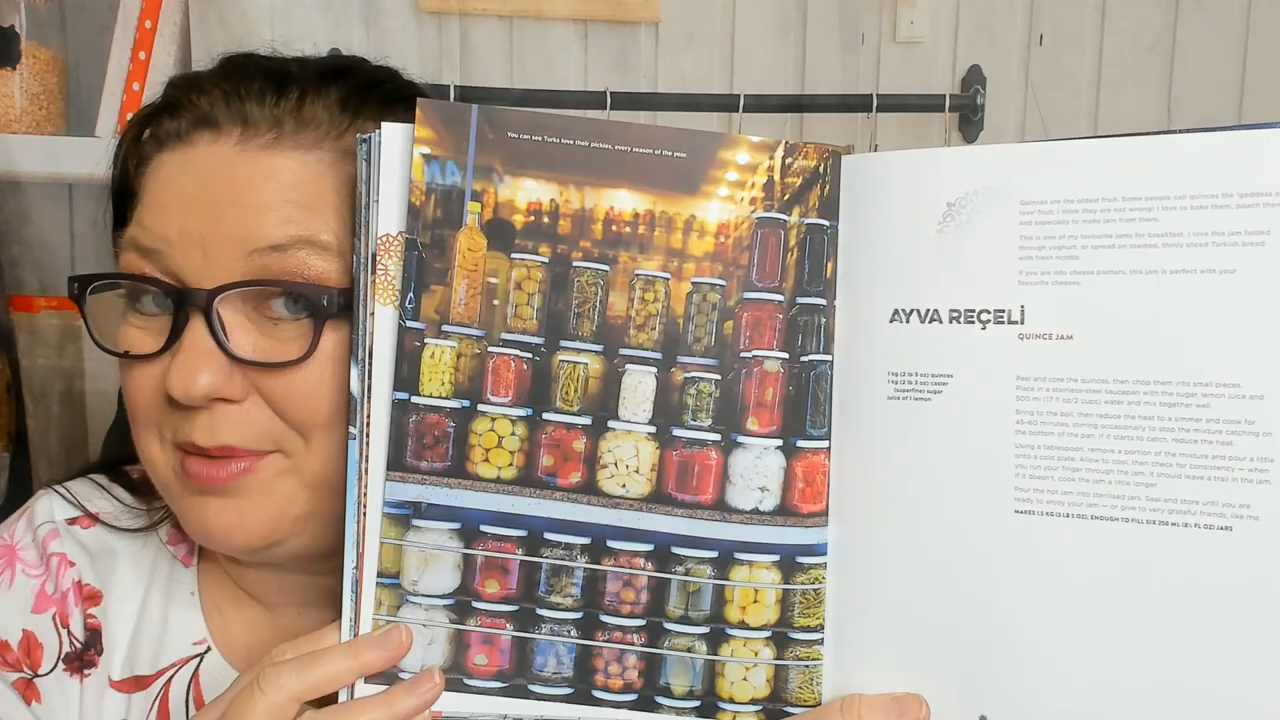 You can see Turks love their pickles, every season of the year.
Quinces are the oldest fruit. Some people call quinces the 'goddess of
love' fruit; I think they are not wrong! I love to bake them, poach them
and especially to make jam from them.
This is one of my favourite jams for breakfast. I love this jam folded
through yoghurt, or spread on toasted, thinly sliced Turkish bread
with fresh ricotta.
If you are into cheese platters, this jam is perfect with your
favourite cheeses.
AYVA REÇELİ
QUINCE JAM
1 kg (2 lb 3 oz) quinces
1 kg (2 lb 3 oz) caster
(superfine) sugar
juice of 1 lemon
Peel and core the quinces, then chop them into small pieces.
Place in a stainless-steel saucepan with the sugar, lemon juice and
500 ml (17 fl oz/2 cups) water and mix together well.
Bring to the boil, then reduce the heat to a simmer and cook for
45–60 minutes, stirring occasionally to stop the mixture catching on
the bottom of the pan. If it starts to catch, reduce the heat.
Using a tablespoon, remove a portion of the mixture and pour a little
onto a cold plate. Allow to cool, then check for consistency — when
you run your finger through the jam, it should leave a trail in the jam.
If it doesn't, cook the jam a little longer
Pour the hot jam into sterilised jars. Seal and store until you are
ready to enjoy your jam — or give to very grateful friends, like me.
MAKES 1.5 KG (3 LB 5 OZ), ENOUGH TO FILL SIX 250 ML (8½ FL OZ) JARS